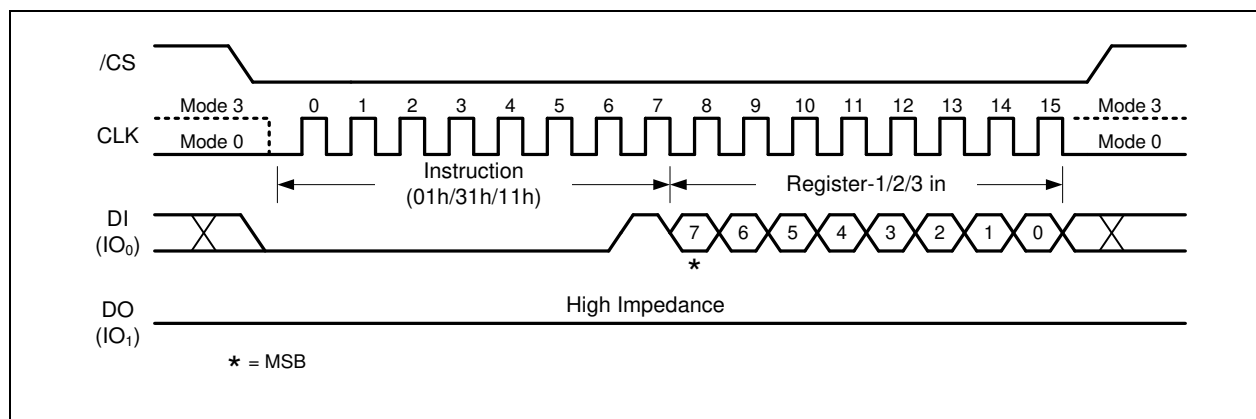 /CS
Mode 3 0 1 2 3 4 5 6 7 8 9 10 11 12 13 14 15 Mode 3
CLK
Mode 0 Mode 0
Instruction
(01h/31h/11h)
Register-1/2/3 in
DI
(IO₀)
7 6 5 4 3 2 1 0
*
High Impedance
DO
(IO₁)
* = MSB